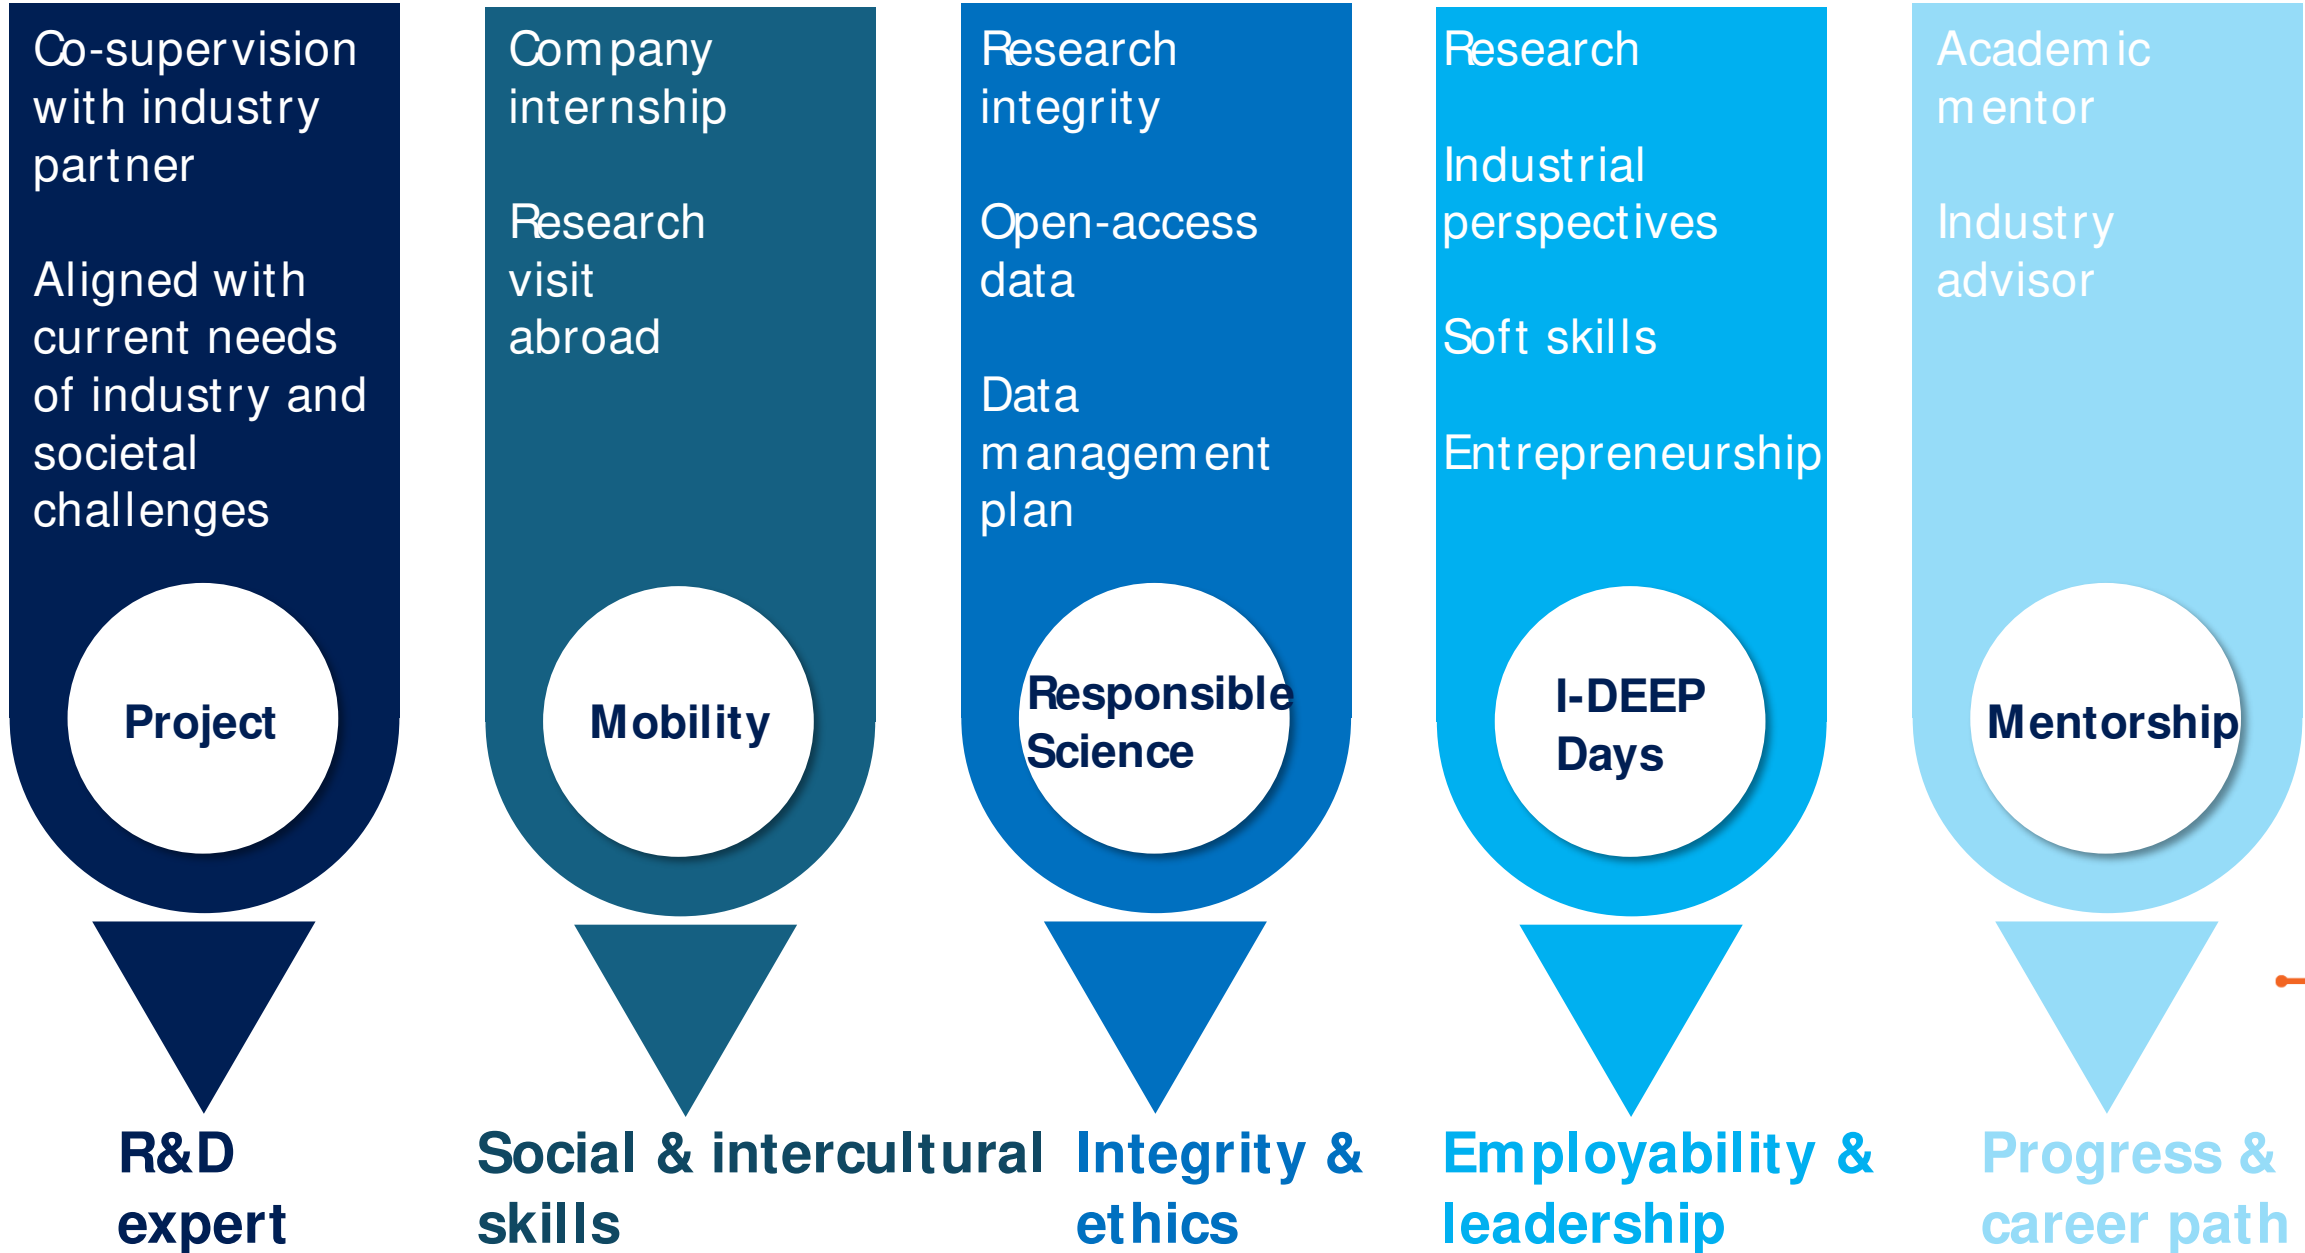 Co-supervision
with industry
partner
Aligned with
current needs
of industry and
societal
challenges
Project
R&D
expert
Company
internship
Research
visit
abroad
Mobility
Social & intercultural
skills
Research
integrity
Open-access
data
Data
management
plan
Responsible
Science
Integrity &
ethics
Research
Industrial
perspectives
Soft skills
Entrepreneurship
I-DEEP
Days
Employability &
leadership
Academic
mentor
Industry
advisor
Mentorship
Progress &
career path